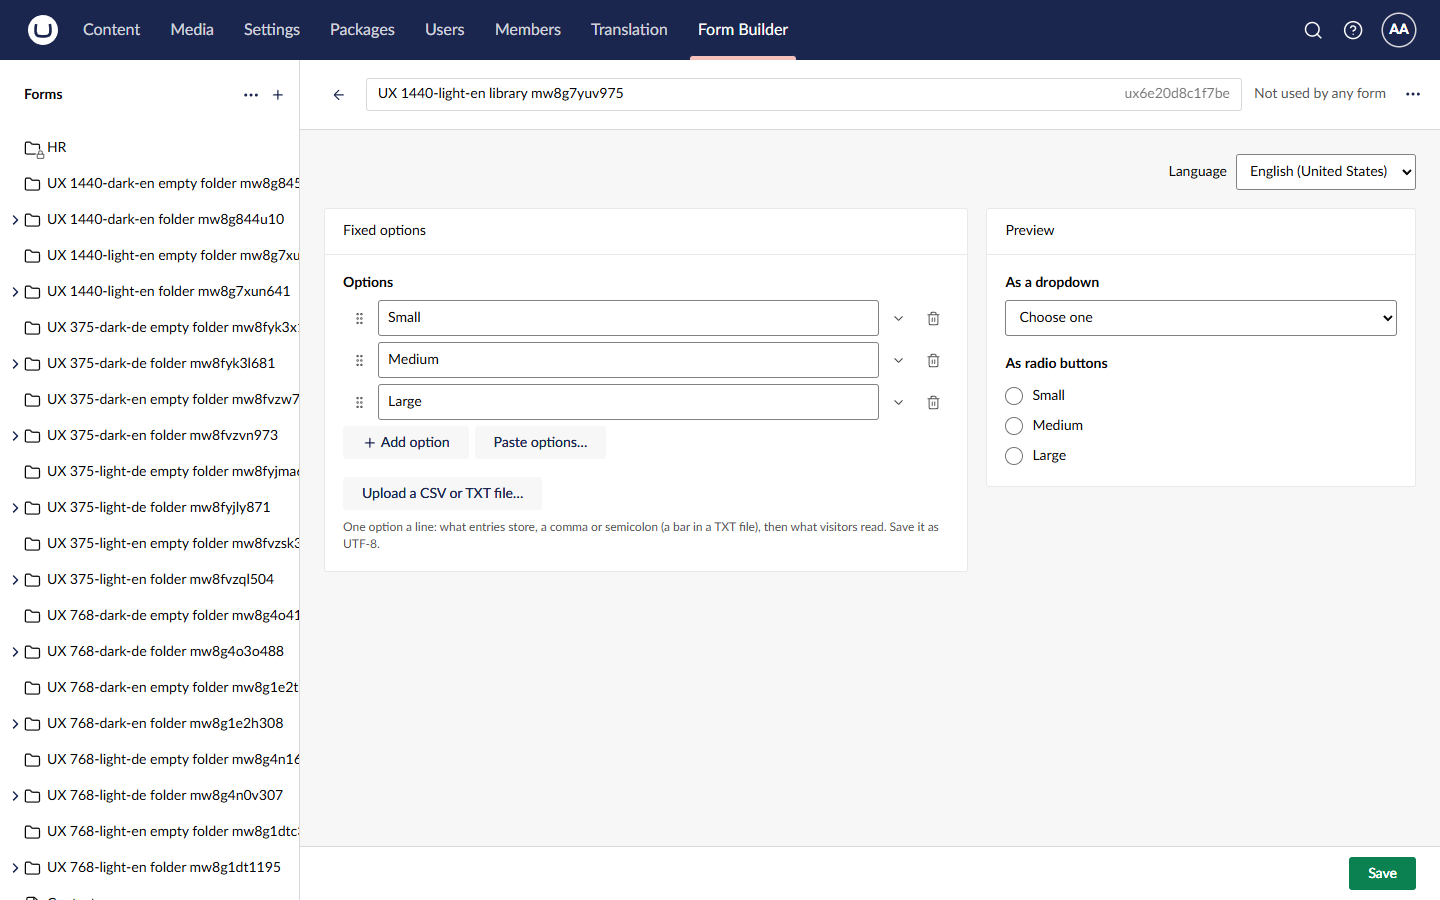 Content Media Settings Packages Users Members Translation Form Builder AA
Forms
HR
UX 1440-dark-en empty folder mw8g845
UX 1440-dark-en folder mw8g844u10
UX 1440-light-en empty folder mw8g7xu
UX 1440-light-en folder mw8g7xun641
UX 375-dark-de empty folder mw8fyk3x
UX 375-dark-de folder mw8fyk3l681
UX 375-dark-en empty folder mw8fvzw7
UX 375-dark-en folder mw8fvzvn973
UX 375-light-de empty folder mw8fyjma
UX 375-light-de folder mw8fyjly871
UX 375-light-en empty folder mw8fvzsk3
UX 375-light-en folder mw8fvzql504
UX 768-dark-de empty folder mw8g4o41
UX 768-dark-de folder mw8g4o3o488
UX 768-dark-en empty folder mw8g1e2t
UX 768-dark-en folder mw8g1e2h308
UX 768-light-de empty folder mw8g4n16
UX 768-light-de folder mw8g4n0v307
UX 768-light-en empty folder mw8g1dtc
UX 768-light-en folder mw8g1dt1195
UX 1440-light-en library mw8g7yuv975 ux6e20d8c1f7be Not used by any form
Language English (United States)
Fixed options
Options
Small
Medium
Large
+ Add option Paste options...
Upload a CSV or TXT file...
One option a line: what entries store, a comma or semicolon (a bar in a TXT file), then what visitors read. Save it as
UTF-8.
Preview
As a dropdown
Choose one
As radio buttons
Small
Medium
Large
Save